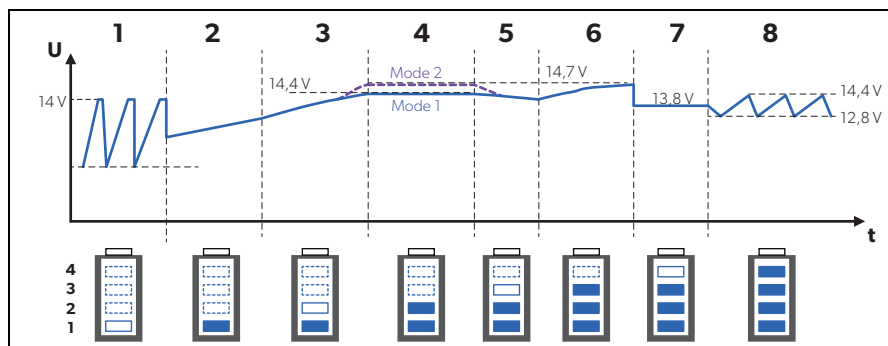 1 2 3 4 5 6 7 8
U
Mode 2
14,7 V
14,4 V
14,4 V
14 V
Mode 1
13,8 V
12,8 V
t
4
3
2
1